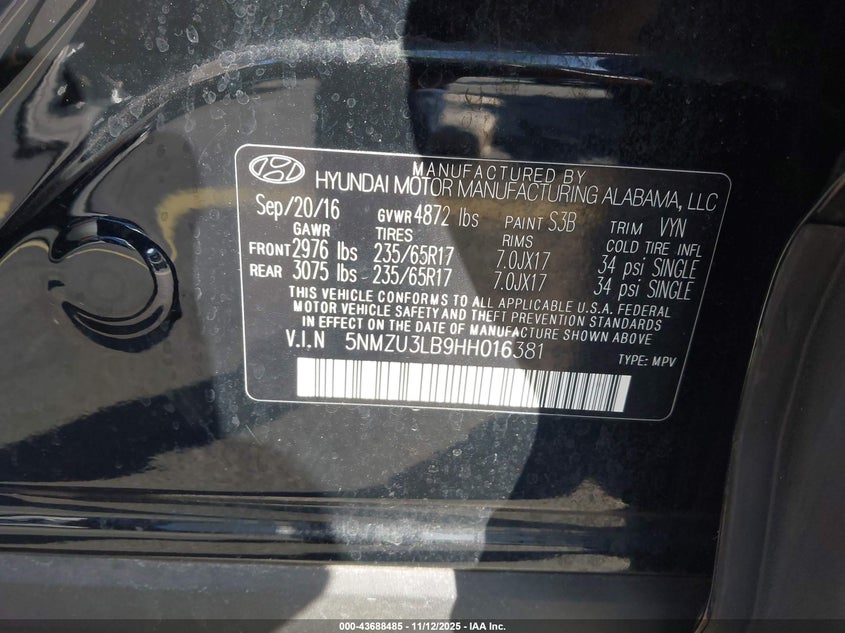 MANUFACTURED BY
HYUNDAI MOTOR MANUFACTURING ALABAMA, LLC
Sep/20/16 GVWR 4872 lbs PAINT S3B TRIM VYN
GAWR TIRES RIMS COLD TIRE INFL
FRONT 2976 lbs 235/65R17 7.0JX17 34 psi SINGLE
REAR 3075 lbs 235/65R17 7.0JX17 34 psi SINGLE
THIS VEHICLE CONFORMS TO ALL APPLICABLE U.S.A. FEDERAL
MOTOR VEHICLE SAFETY AND THEFT PREVENTION STANDARDS
IN EFFECT ON THE DATE OF MANUFACTURE SHOWN ABOVE
V.I.N 5NMZU3LB9HH016381
TYPE: MPV
000-43688485 - 11/12/2025 - IAA Inc.